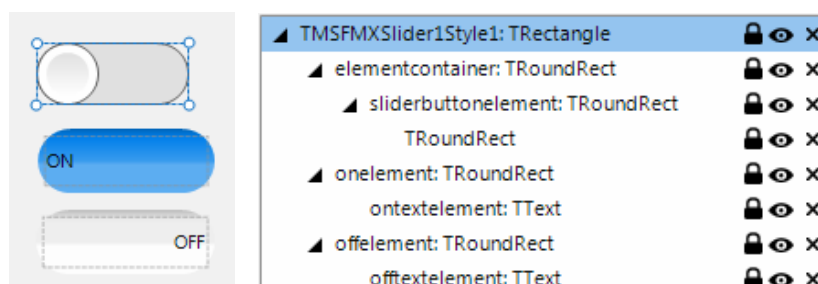 TMSFMXSlider1Style1: TRectangle
elementcontainer: TRoundRect
sliderbuttonelement: TRoundRect
TRoundRect
ON
onelement: TRoundRect
ontextelement: TText
OFF
offelement: TRoundRect
offtextelement: TText